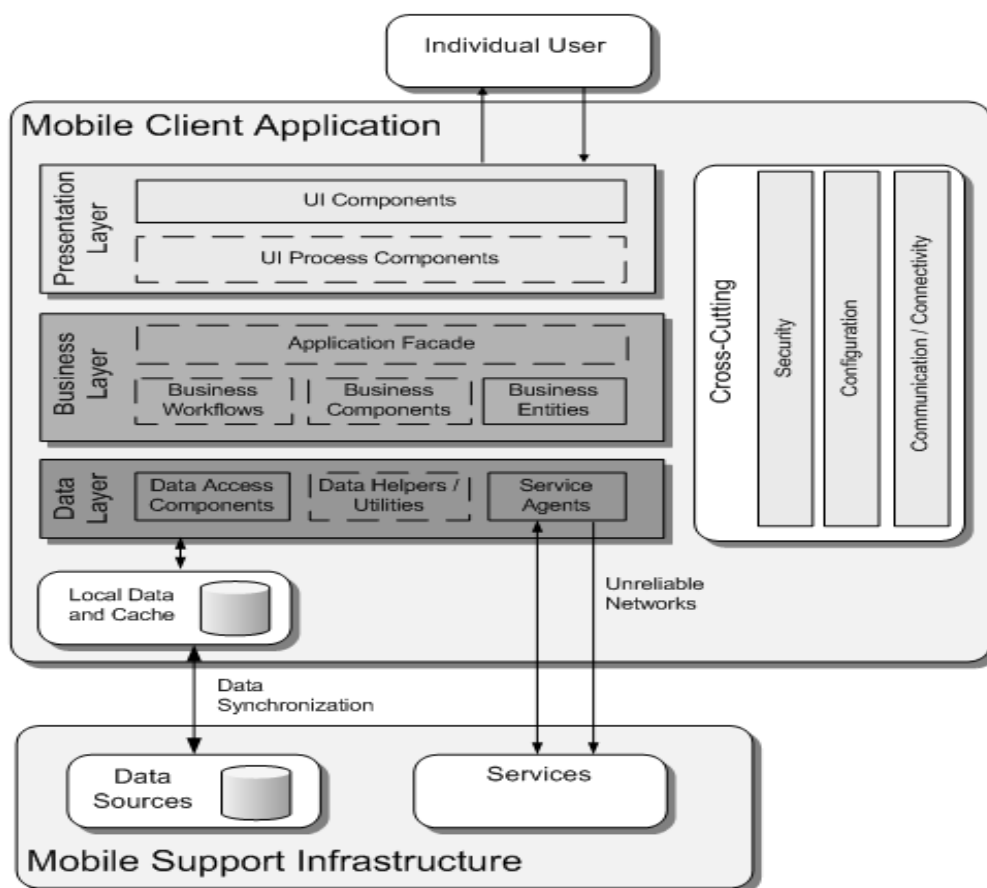 Individual User
Mobile Client Application
Presentation
Layer
UI Components
UI Process Components
Business
Layer
Application Facade
Business
Workflows
Business
Components
Business
Entities
Data
Layer
Data Access
Components
Data Helpers /
Utilities
Service
Agents
Cross-Cutting
Security
Configuration
Communication / Connectivity
Local Data
and Cache
Unreliable
Networks
Data
Synchronization
Data
Sources
Services
Mobile Support Infrastructure